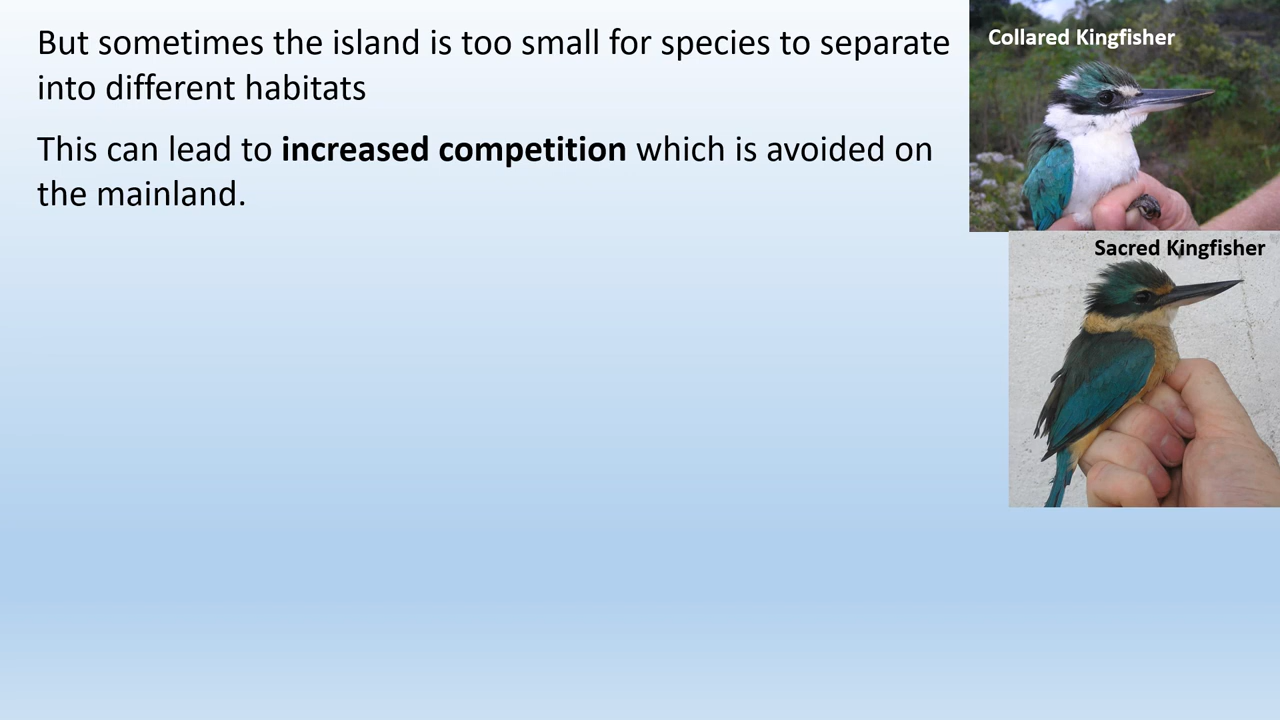 But sometimes the island is too small for species to separate
into different habitats
This can lead to increased competition which is avoided on
the mainland.
Collared Kingfisher
Sacred Kingfisher